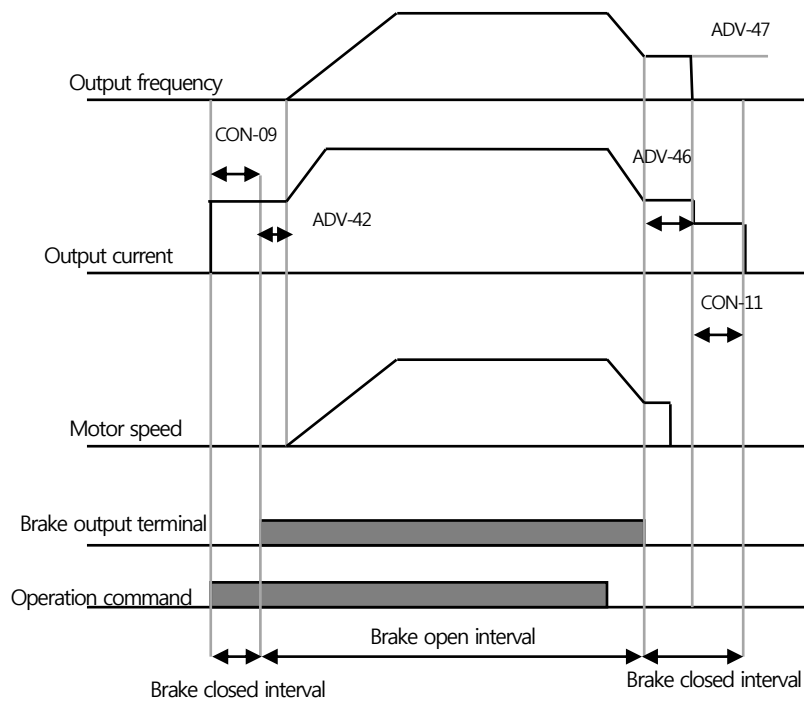 ADV-47
Output frequency
CON-09
ADV-46
ADV-42
Output current
CON-11
Motor speed
Brake output terminal
Operation command
Brake open interval
Brake closed interval
Brake closed interval